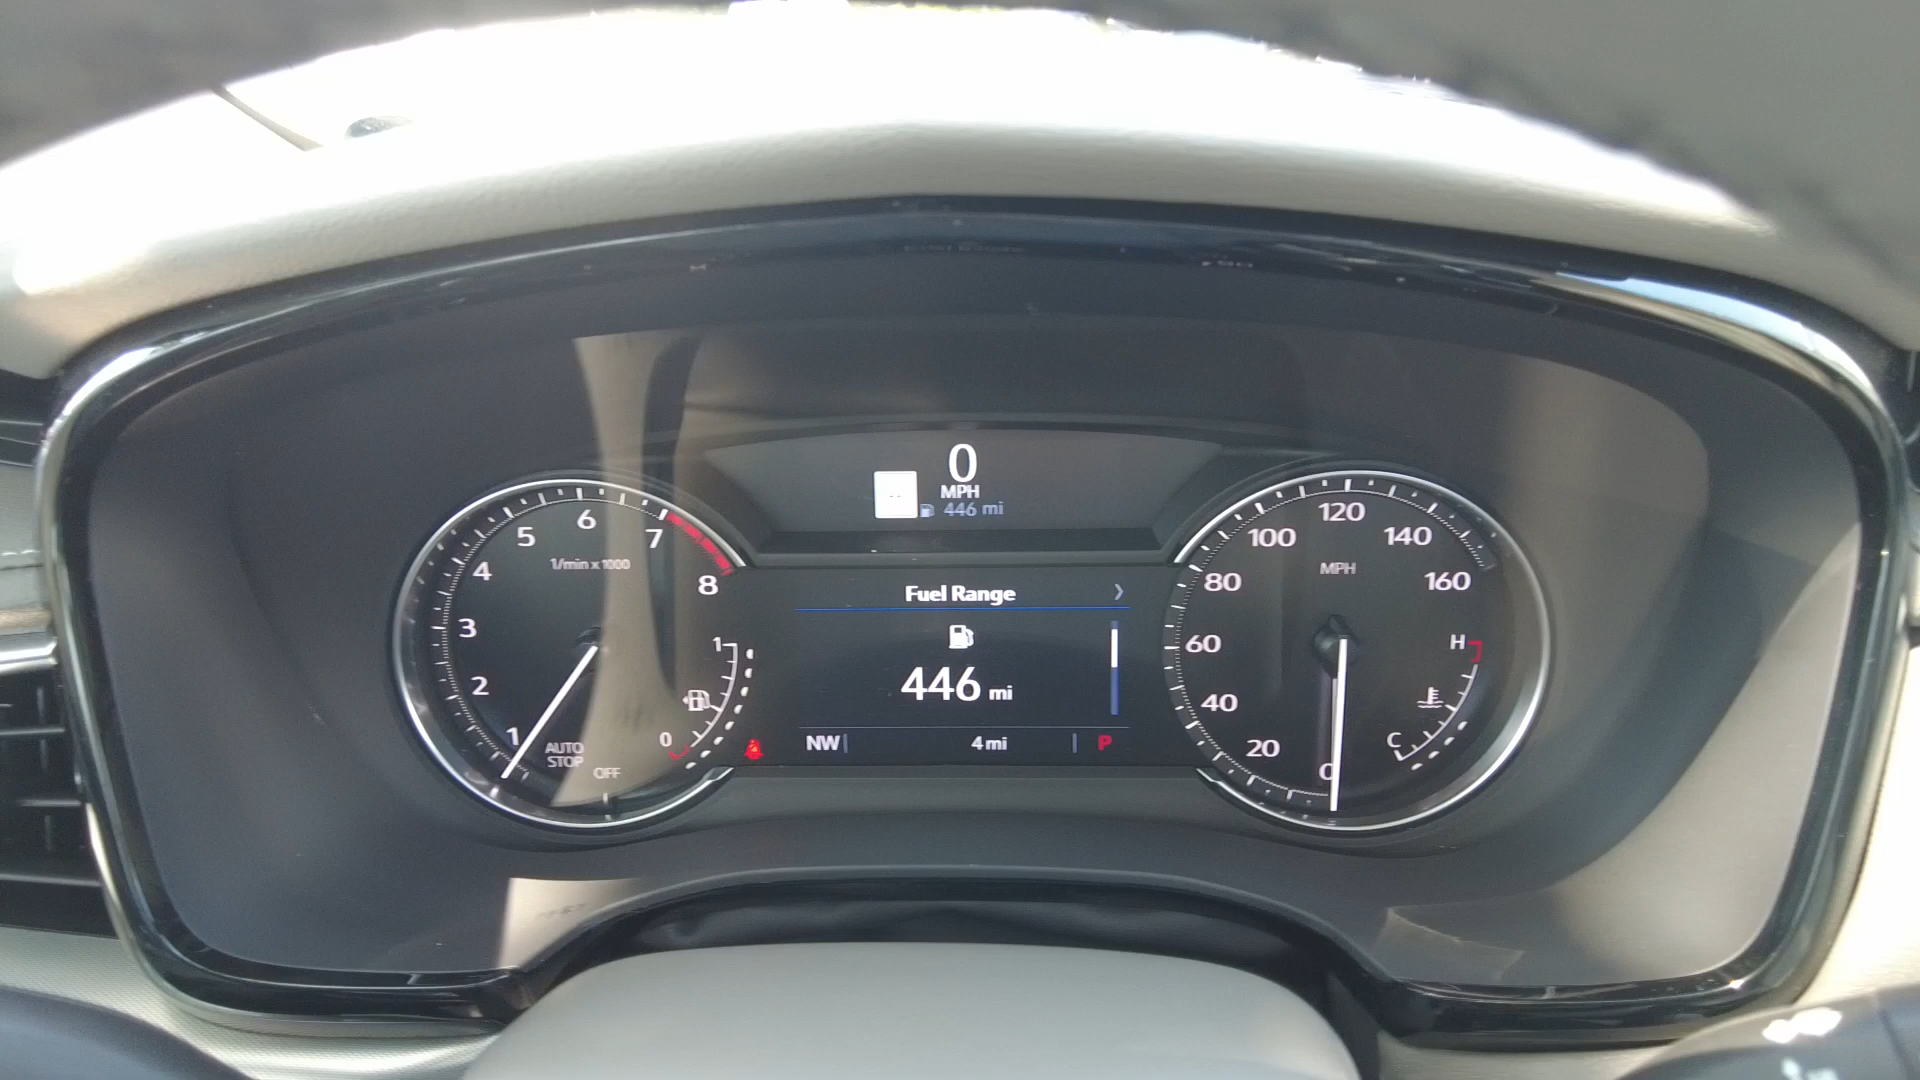 0
MPH
--
446 mi
5 6 7
1/min x 1000
4 8
3
2
1
AUTO
STOP
OFF
1
0
Fuel Range >
446 mi
NW 4 mi P
100 120 140
MPH
80 160
60
40
20
0
H
C